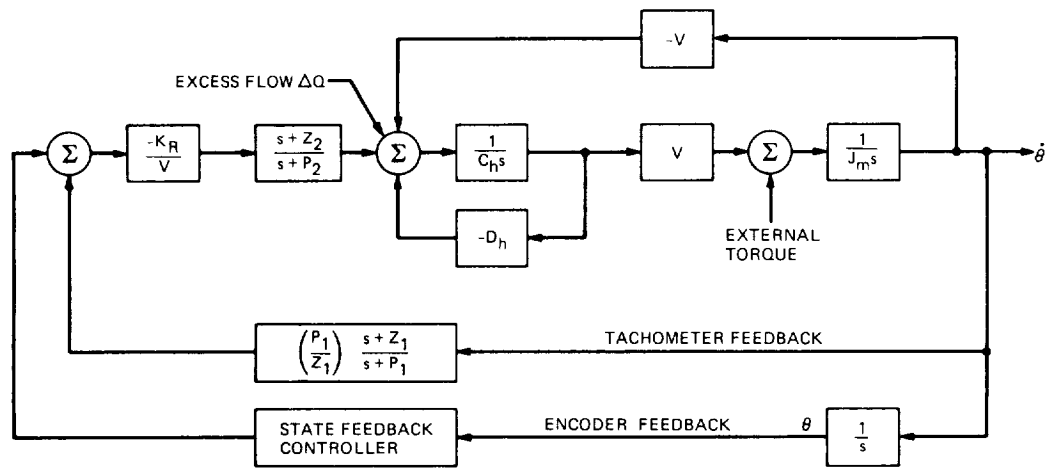 -V
EXCESS FLOW ΔQ
Σ
-K_R / V
s + Z_2 / s + P_2
Σ
1 / C_h s
V
Σ
1 / J_m s
θ̇
-D_h
EXTERNAL
TORQUE
(P_1 / Z_1) s + Z_1 / s + P_1
TACHOMETER FEEDBACK
STATE FEEDBACK
CONTROLLER
ENCODER FEEDBACK
θ
1 / s